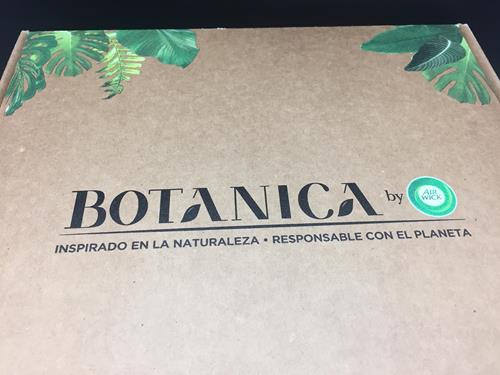 BOTANICA by AIR WICK
INSPIRADO EN LA NATURALEZA • RESPONSABLE CON EL PLANETA